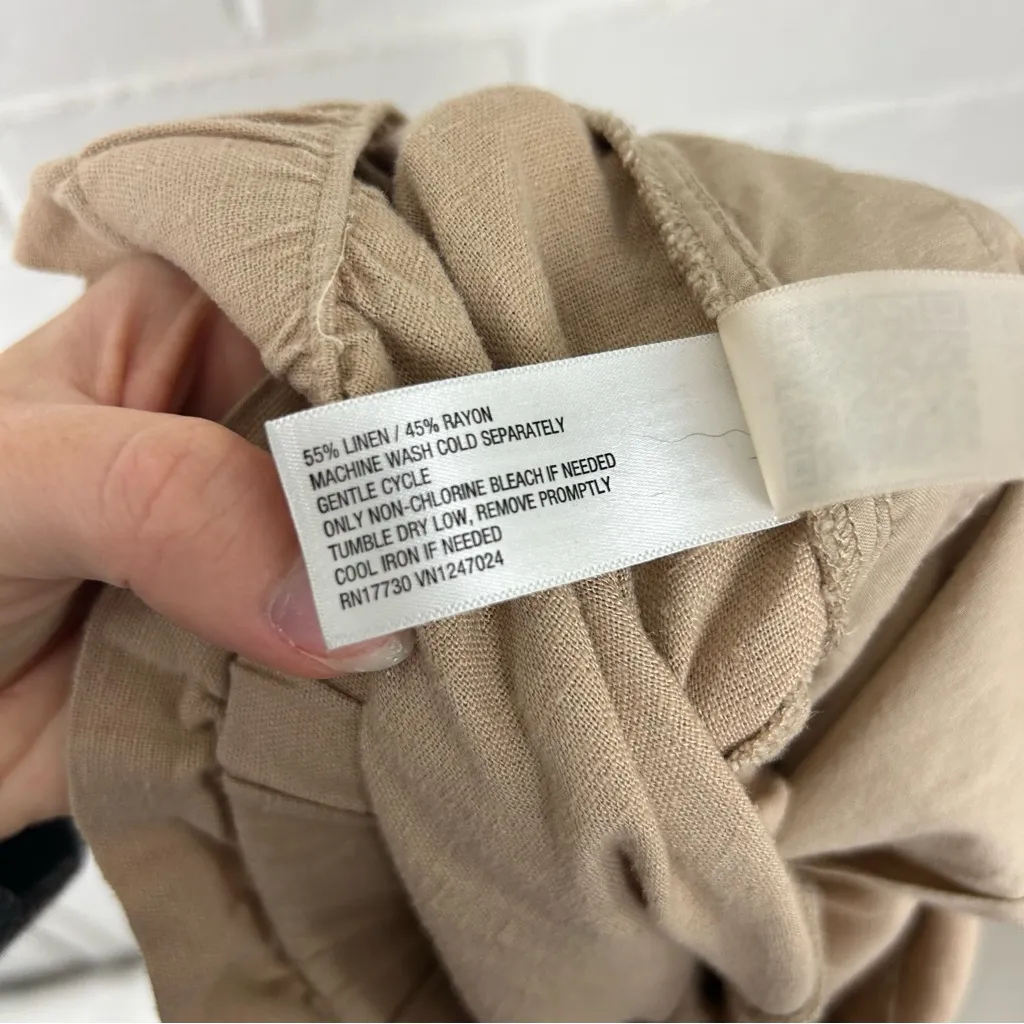 55% LINEN / 45% RAYON
MACHINE WASH COLD SEPARATELY
GENTLE CYCLE
ONLY NON-CHLORINE BLEACH IF NEEDED
TUMBLE DRY LOW, REMOVE PROMPTLY
COOL IRON IF NEEDED
RN17730 VN1247024